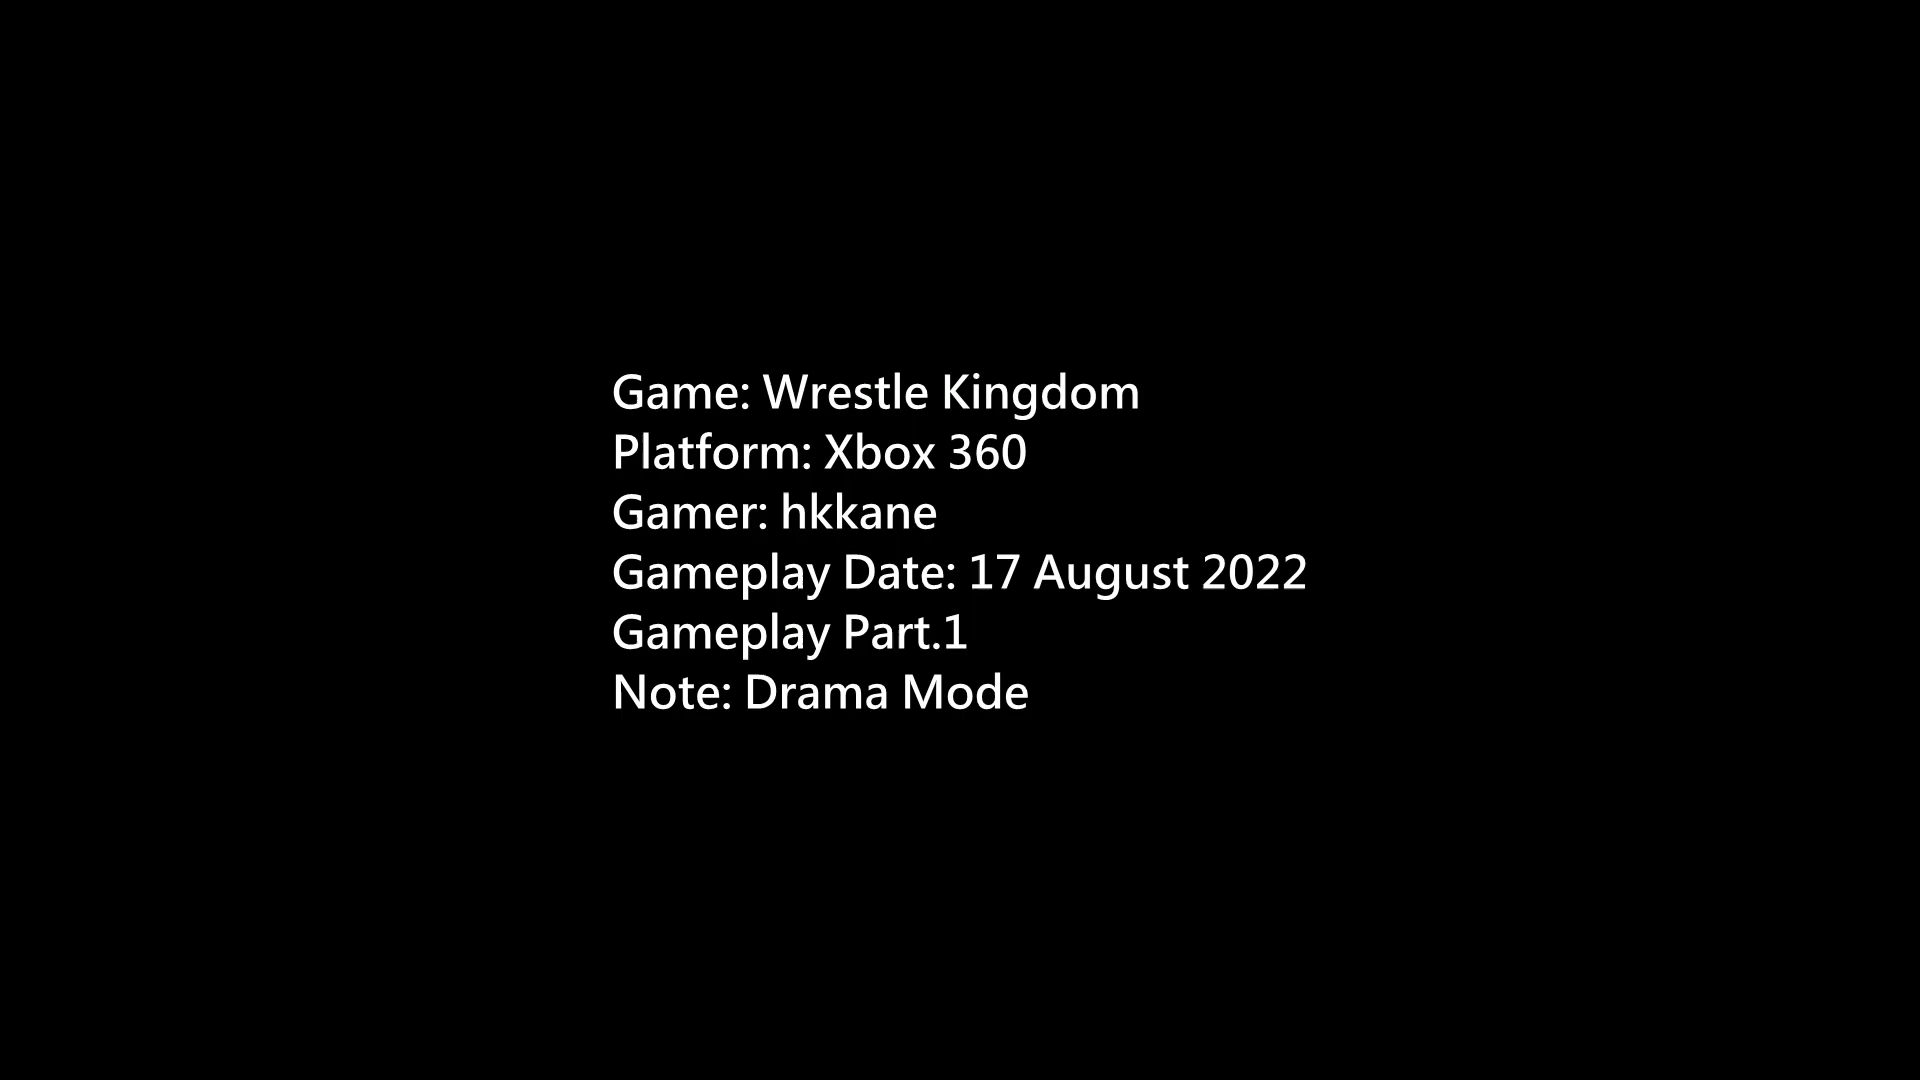 Game: Wrestle Kingdom
Platform: Xbox 360
Gamer: hkkane
Gameplay Date: 17 August 2022
Gameplay Part.1
Note: Drama Mode